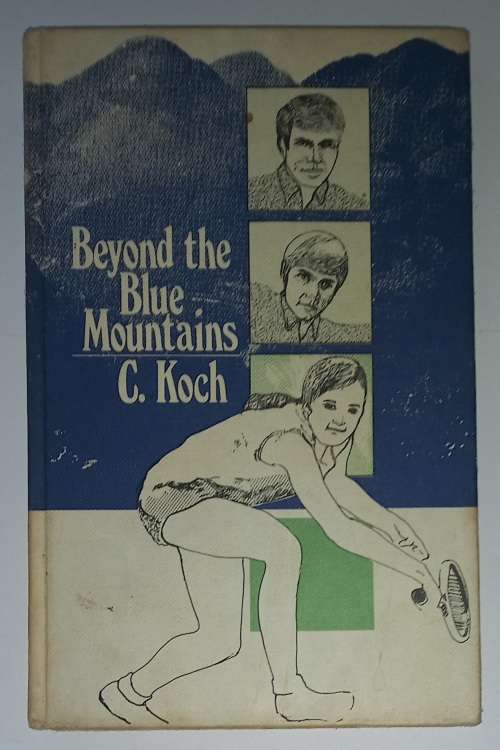 Beyond the
Blue
Mountains
C. Koch